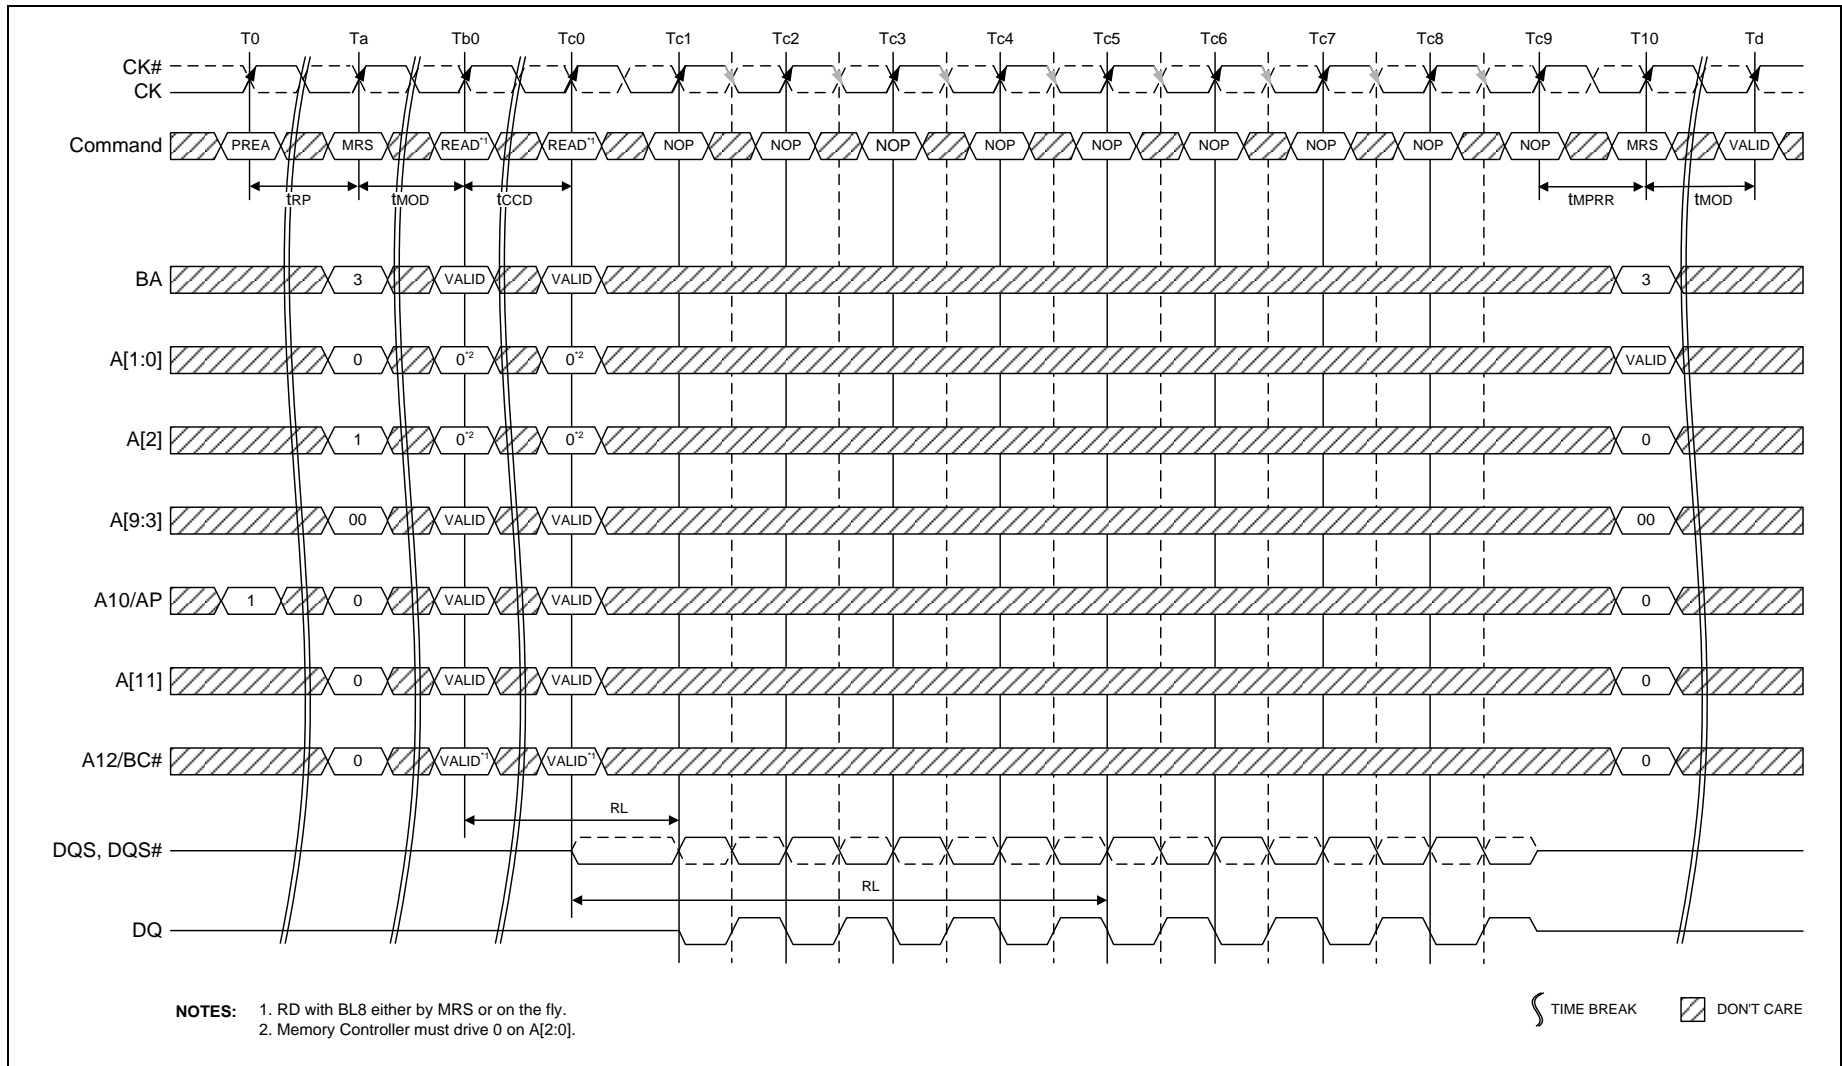 T0 Ta Tb0 Tc0 Tc1 Tc2 Tc3 Tc4 Tc5 Tc6 Tc7 Tc8 Tc9 T10 Td
CK#
CK
Command PREA MRS READ*1 READ*1 NOP NOP NOP NOP NOP NOP NOP NOP NOP MRS VALID
tRP tMOD tCCD tMPRR tMOD
BA 3 VALID VALID 3
A[1:0] 0 0*2 0*2 VALID
A[2] 1 0*2 0*2 0
A[9:3] 00 VALID VALID 00
A10/AP 1 0 VALID VALID 0
A[11] 0 VALID VALID 0
A12/BC# 0 VALID*1 VALID*1 0
RL
DQS, DQS#
RL
DQ
NOTES: 1. RD with BL8 either by MRS or on the fly.
2. Memory Controller must drive 0 on A[2:0].
TIME BREAK DON'T CARE